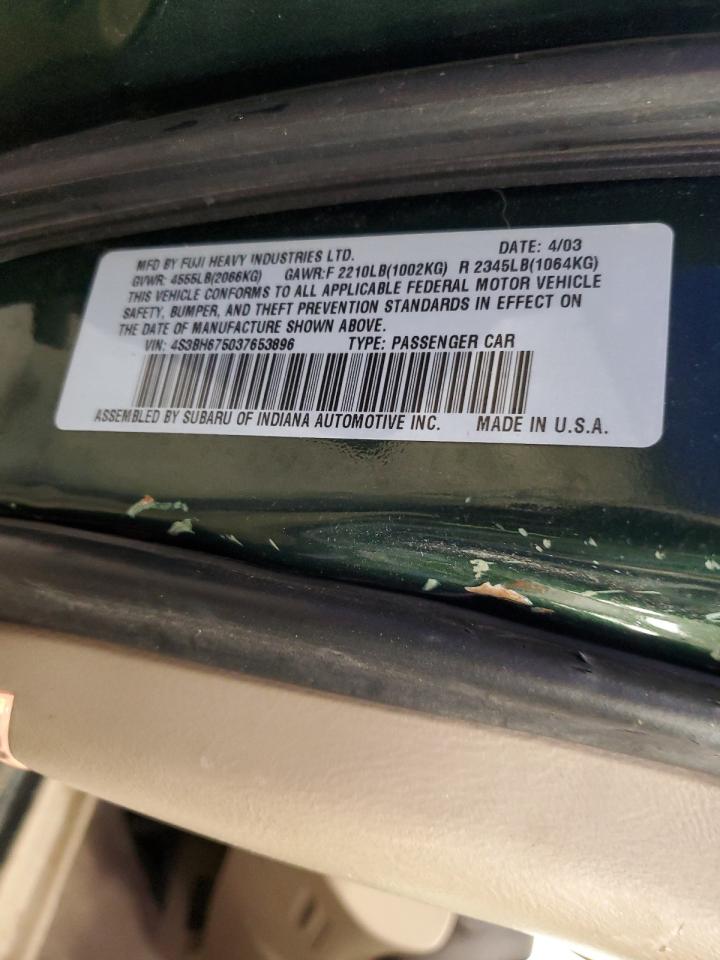 MFD BY FUJI HEAVY INDUSTRIES LTD. DATE: 4/03
GVWR: 4555LB(2066KG) GAWR:F 2210LB(1002KG) R 2345LB(1064KG)
THIS VEHICLE CONFORMS TO ALL APPLICABLE FEDERAL MOTOR VEHICLE
SAFETY, BUMPER, AND THEFT PREVENTION STANDARDS IN EFFECT ON
THE DATE OF MANUFACTURE SHOWN ABOVE.
VIN: 4S3BH675037653896 TYPE: PASSENGER CAR
ASSEMBLED BY SUBARU OF INDIANA AUTOMOTIVE INC. MADE IN U.S.A.